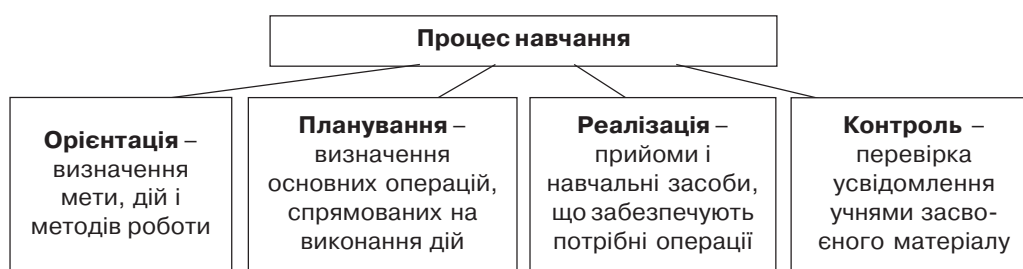 Процес навчання
Орієнтація –
визначення
мети, дій і
методів роботи
Планування –
визначення
основних операцій,
спрямованих на
виконання дій
Реалізація –
прийоми і
навчальні засоби,
що забезпечують
потрібні операції
Контроль –
перевірка
усвідомлення
учнями засво-
єного матеріалу